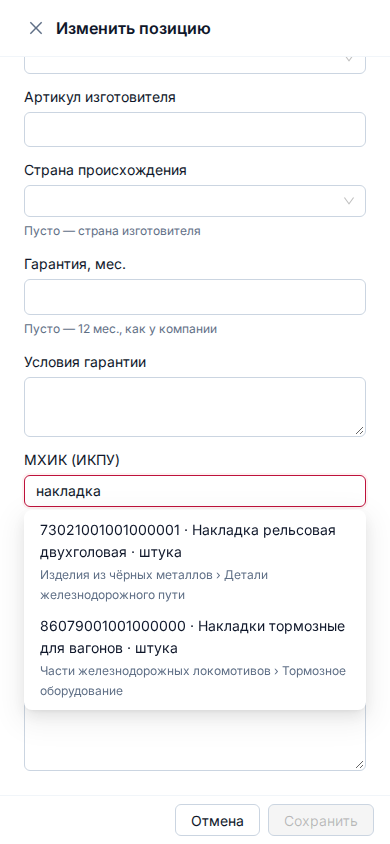 Изменить позицию
Артикул изготовителя
Страна происхождения
Пусто — страна изготовителя
Гарантия, мес.
Пусто — 12 мес., как у компании
Условия гарантии
МХИК (ИКПУ)
накладка
73021001001000001 · Накладка рельсовая
двухголовая · штука
Изделия из чёрных металлов › Детали
железнодорожного пути
86079001001000000 · Накладки тормозные
для вагонов · штука
Части железнодорожных локомотивов › Тормозное
оборудование
Отмена
Сохранить